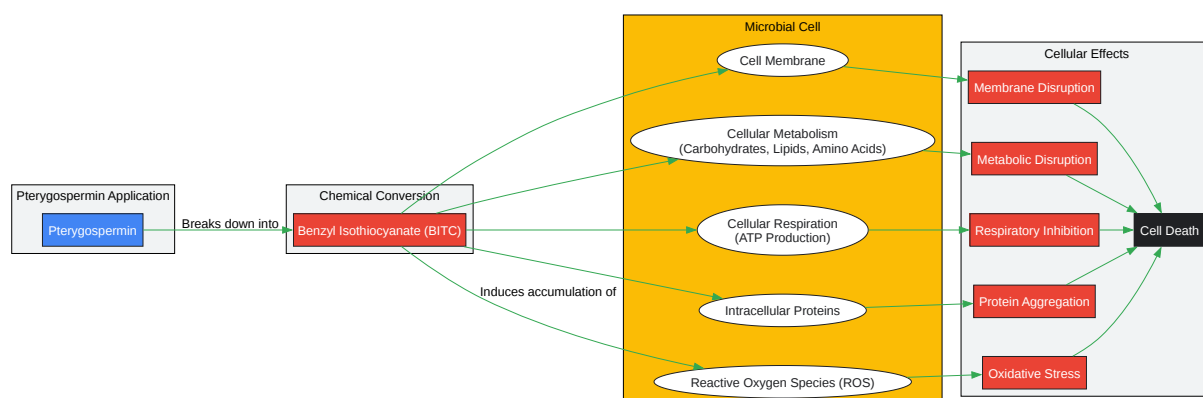 Microbial Cell
Cellular Effects
Cell Membrane
Membrane Disruption
Cellular Metabolism
(Carbohydrates, Lipids, Amino Acids)
Metabolic Disruption
Pterygospermin Application
Chemical Conversion
Pterygospermin
Breaks down into
Benzyl Isothiocyanate (BITC)
Cellular Respiration
(ATP Production)
Respiratory Inhibition
Cell Death
Induces accumulation of
Intracellular Proteins
Protein Aggregation
Reactive Oxygen Species (ROS)
Oxidative Stress